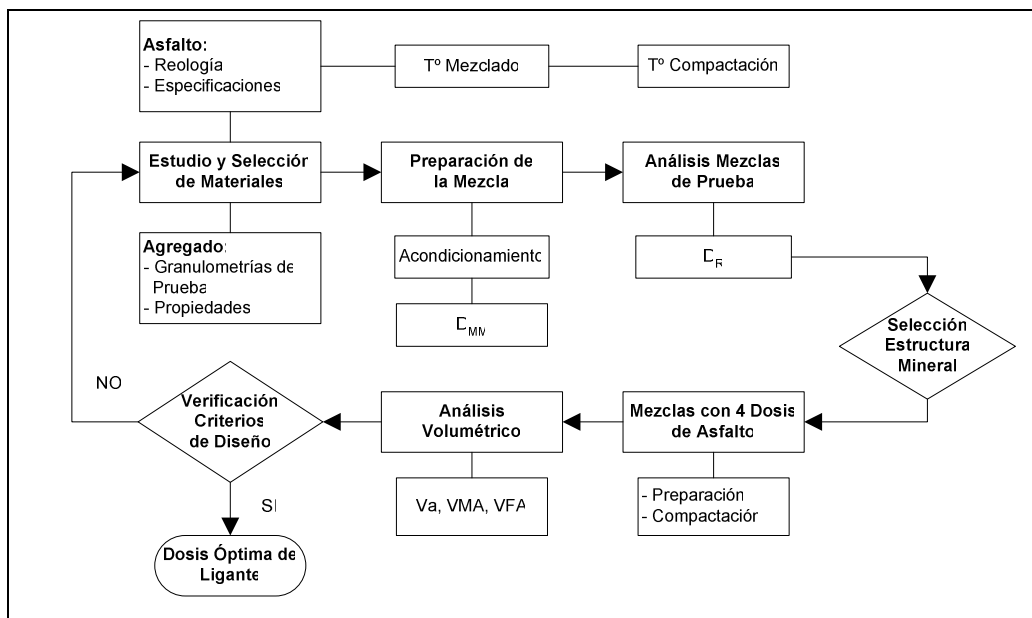 Asfalto:
- Reología
- Especificaciones
Tº Mezclado
Tº Compactación
Estudio y Selección
de Materiales
Preparación de
la Mezcla
Análisis Mezclas
de Prueba
Agregado:
- Granulometrías de
Prueba
- Propiedades
Acondicionamiento
DMM
DR
Selección
Estructura
Mineral
NO
Verificación
Criterios
de Diseño
Análisis
Volumétrico
Mezclas con 4 Dosis
de Asfalto
Va, VMA, VFA
- Preparación
- Compactación
SI
Dosis Óptima de
Ligante